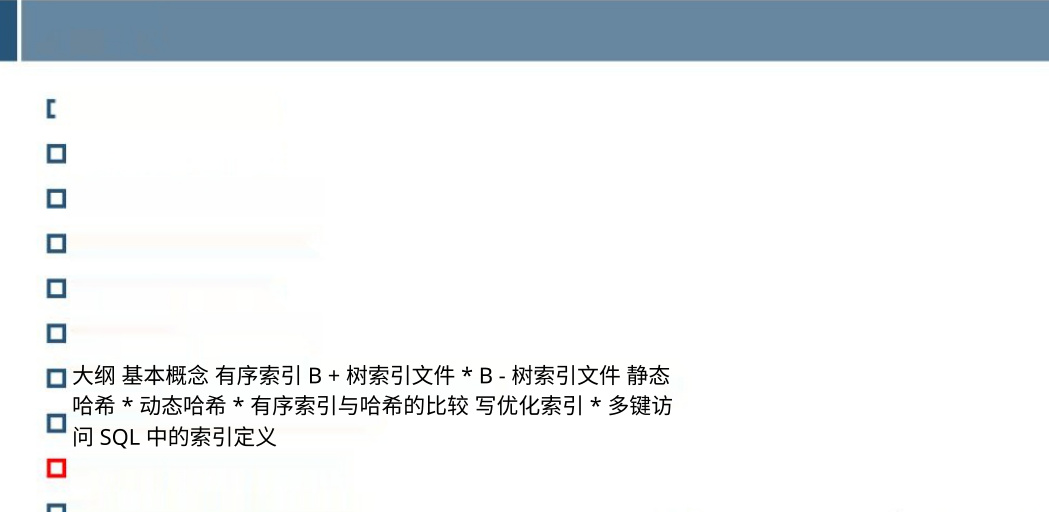 大纲 基本概念 有序索引 B + 树索引文件 * B - 树索引文件 静态
哈希 * 动态哈希 * 有序索引与哈希的比较 写优化索引 * 多键访
问 SQL 中的索引定义